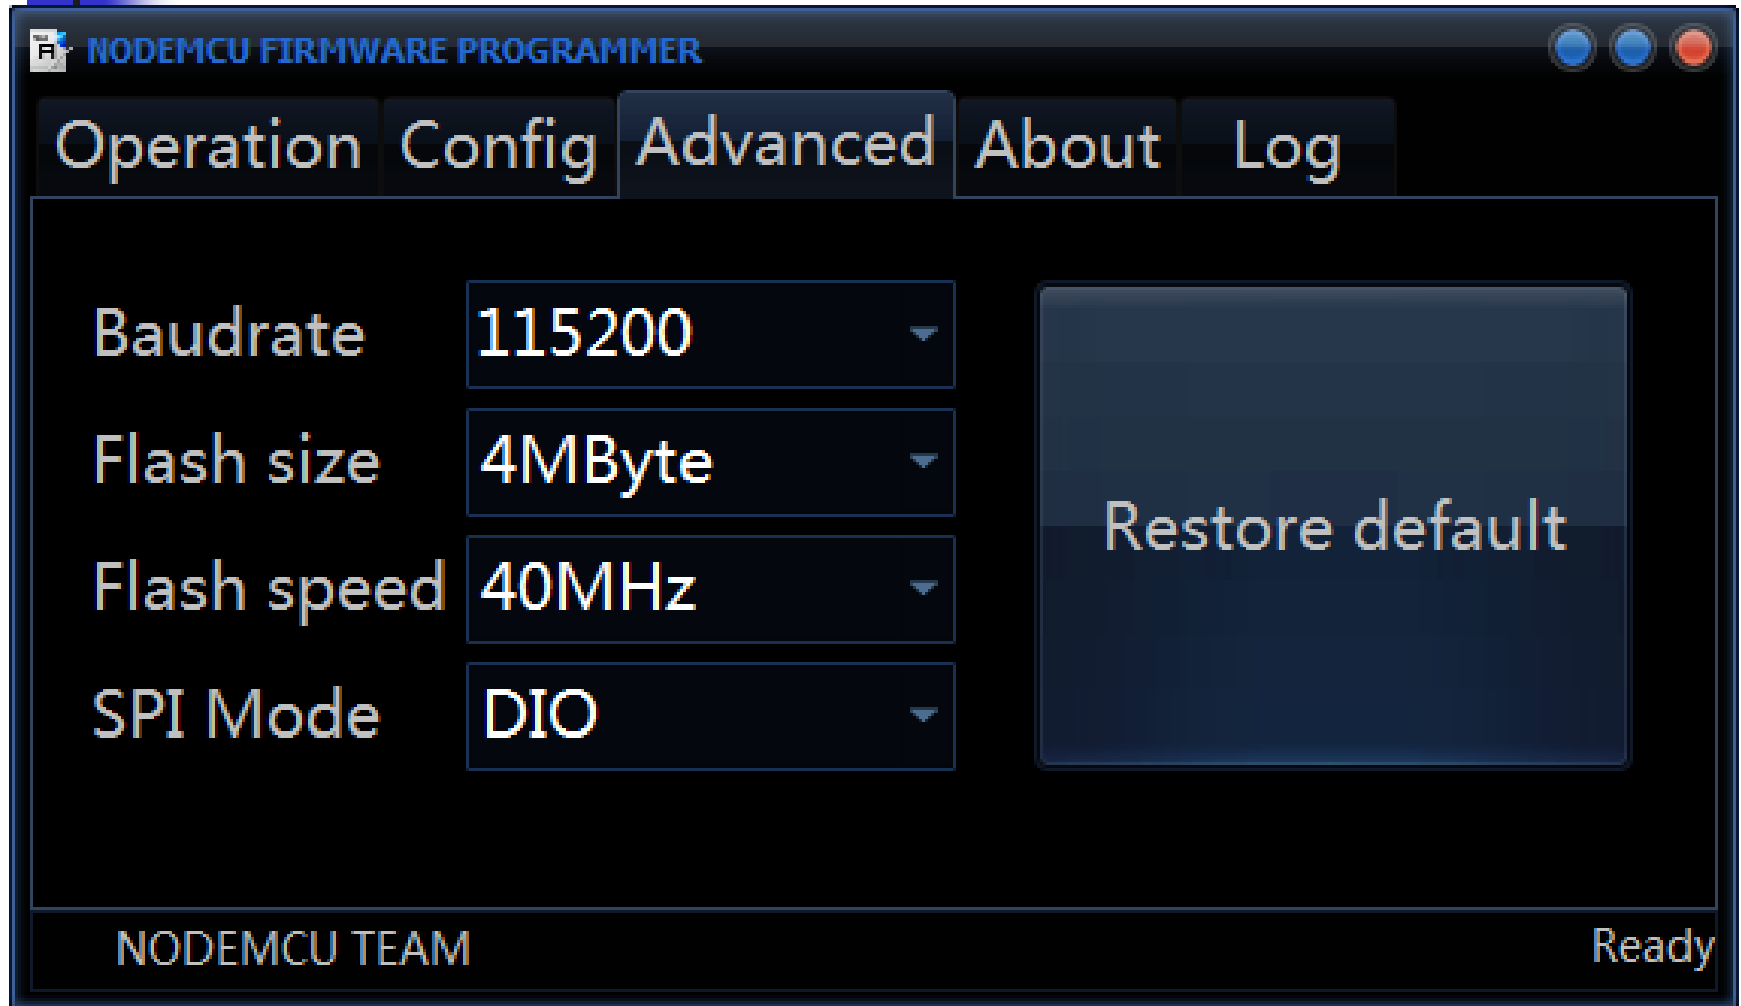 NODEMCU FIRMWARE PROGRAMMER
Operation Config Advanced About Log
Baudrate 115200
Flash size 4MByte
Restore default
Flash speed 40MHz
SPI Mode DIO
NODEMCU TEAM Ready